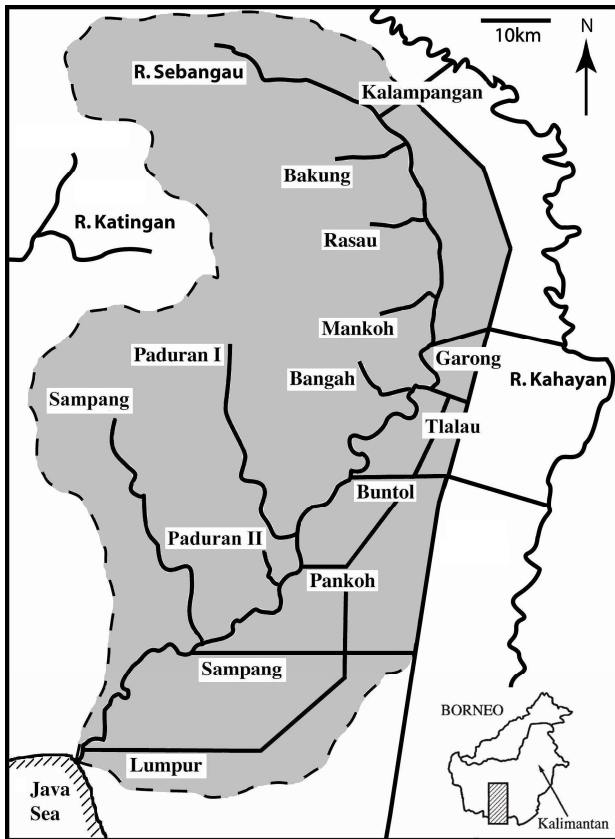 10km
N
R. Sebangau
Kalampangan
Bakung
R. Katingan
Rasau
Mankoh
Paduran I
Garong
Bangah
R. Kahayan
Sampang
Tlalau
Buntol
Paduran II
Pankoh
Sampang
BORNEO
Lumpur
Java
Sea
Kalimantan